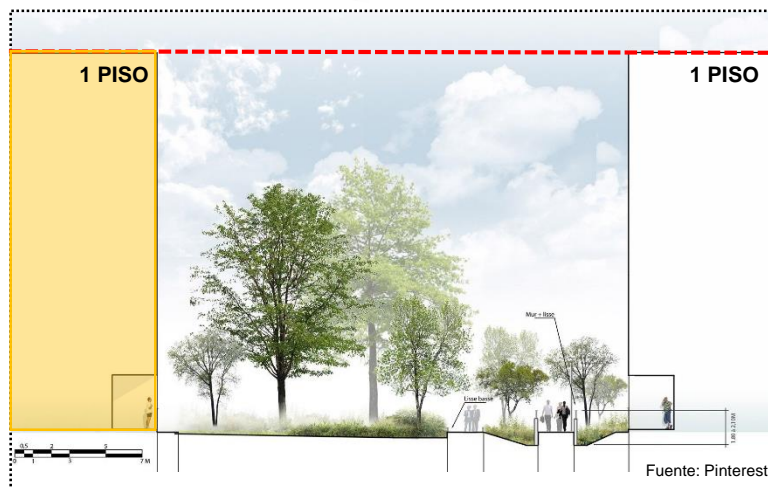 1 PISO
1 PISO
Mur + lisse
Lisse basse
0,5 2 5
0 1 3 7 M
Fuente: Pinterest